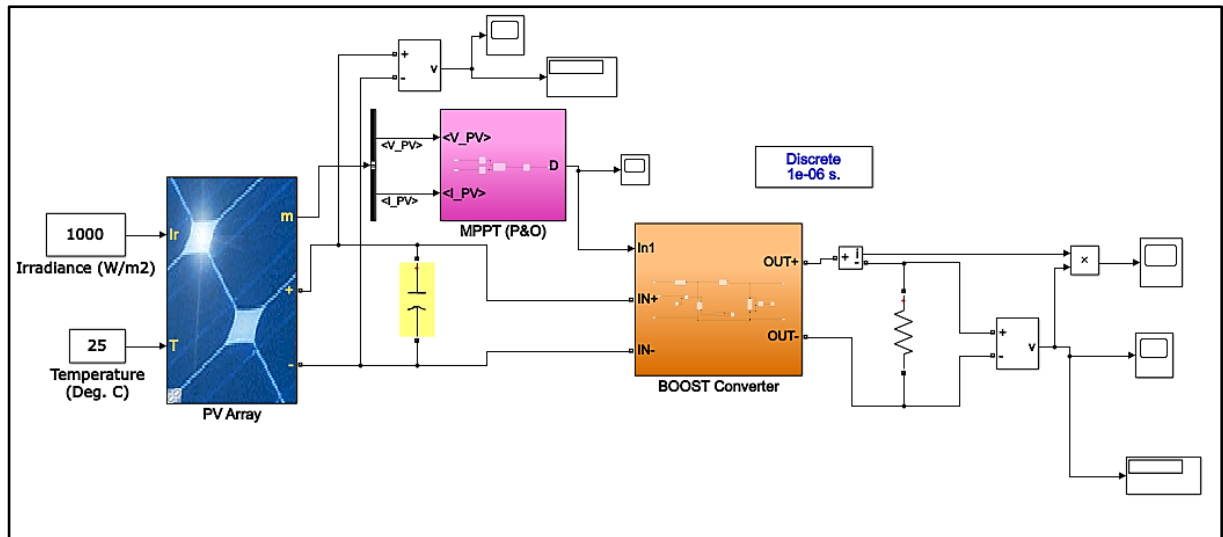 +
-
v
<V_PV>
<I_PV>
<V_PV>
<I_PV>
D
MPPT (P&O)
Discrete
1e-06 s.
1000
Irradiance (W/m2)
Ir
m
+
25
Temperature
(Deg. C)
T
-
PV Array
In1
IN+
IN-
OUT+
OUT-
BOOST Converter
+
i
-
×
+
-
v